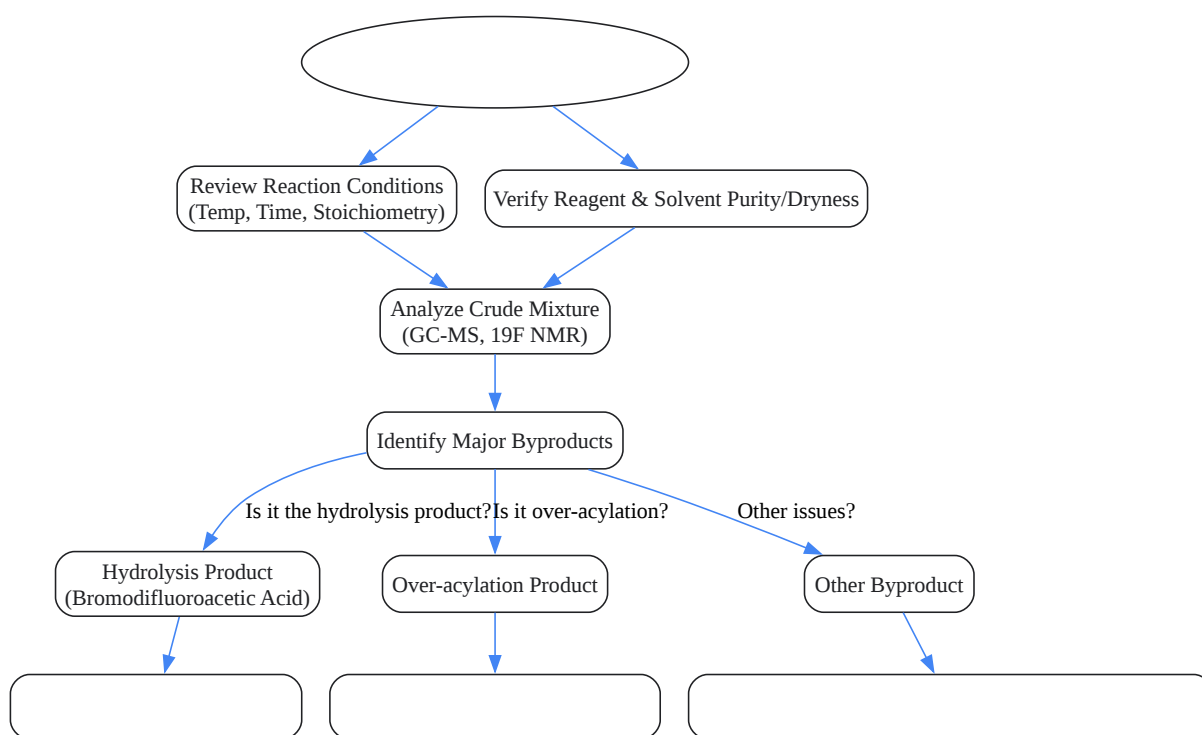 Review Reaction Conditions
(Temp, Time, Stoichiometry)
Verify Reagent & Solvent Purity/Dryness
Analyze Crude Mixture
(GC-MS, 19F NMR)
Identify Major Byproducts
Is it the hydrolysis product?
Is it over-acylation?
Other issues?
Hydrolysis Product
(Bromodifluoroacetic Acid)
Over-acylation Product
Other Byproduct